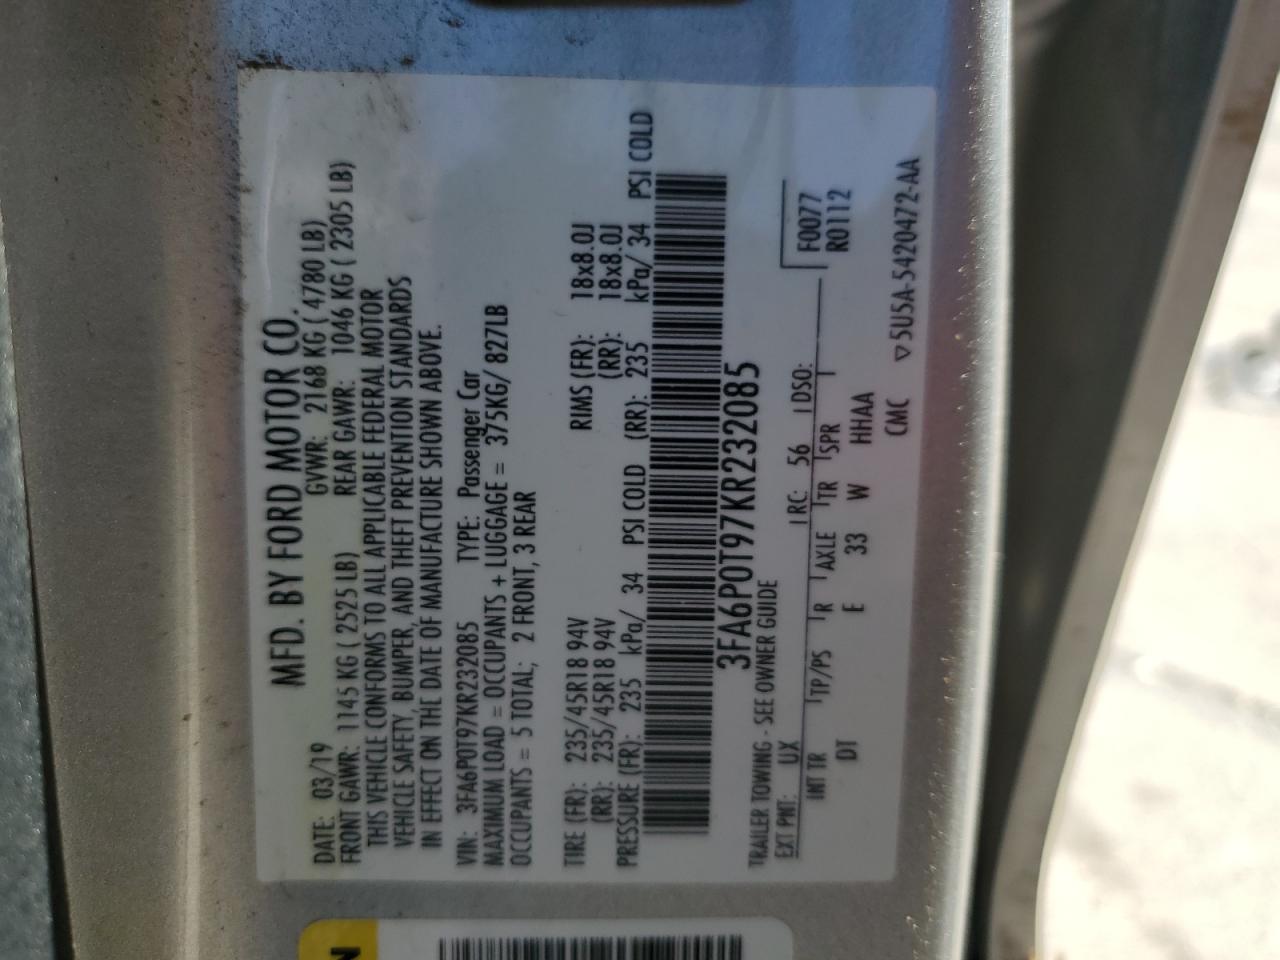 MFD. BY FORD MOTOR CO.
DATE: 03/19 GVWR: 2168 KG ( 4780 LB)
FRONT GAWR: 1145 KG ( 2525 LB) REAR GAWR: 1046 KG ( 2305 LB)
THIS VEHICLE CONFORMS TO ALL APPLICABLE FEDERAL MOTOR
VEHICLE SAFETY, BUMPER, AND THEFT PREVENTION STANDARDS
IN EFFECT ON THE DATE OF MANUFACTURE SHOWN ABOVE.
VIN: 3FA6P0T97KR232085 TYPE: Passenger Car
MAXIMUM LOAD = OCCUPANTS + LUGGAGE = 375KG/ 827LB
OCCUPANTS = 5 TOTAL; 2 FRONT, 3 REAR
TIRE (FR): 235/45R18 94V RIMS (FR): 18x8.0J
(RR): 235/45R18 94V (RR): 18x8.0J
PRESSURE (FR): 235 kPa/ 34 PSI COLD (RR): 235 kPa/ 34 PSI COLD
3FA6P0T97KR232085
TRAILER TOWING - SEE OWNER GUIDE
F0077
R0112
EXT PNT: UX RC: 56 DSO:
INT TR TP/PS R AXLE TR SPR
DT E 33 W HHAA
CMC ▽5U5A-5420472-AA
N